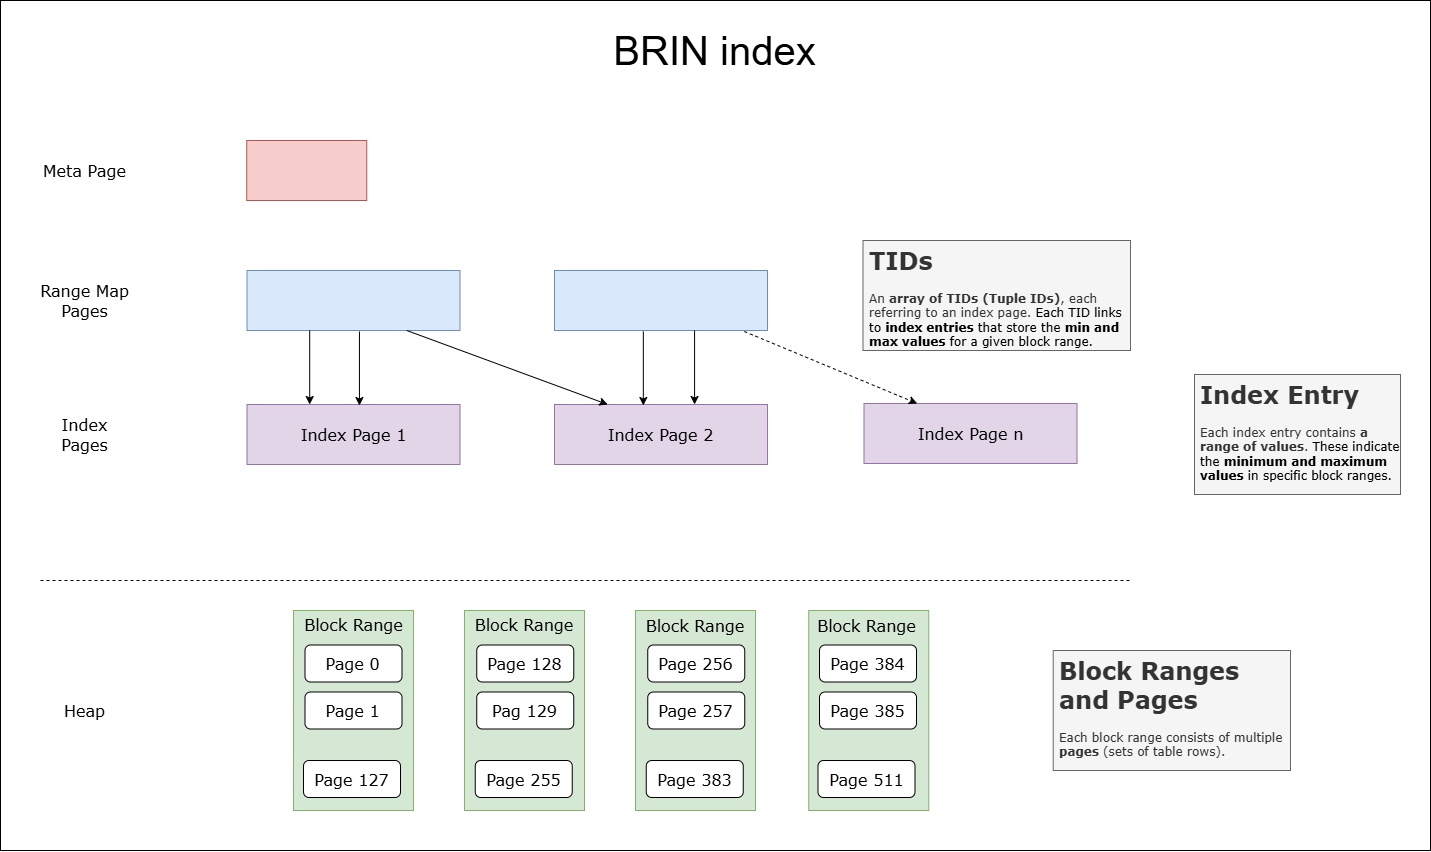 BRIN index
Meta Page
Range Map
Pages
TIDs
An array of TIDs (Tuple IDs), each
referring to an index page. Each TID links
to index entries that store the min and
max values for a given block range.
Index
Pages
Index Page 1
Index Page 2
Index Page n
Index Entry
Each index entry contains a
range of values. These indicate
the minimum and maximum
values in specific block ranges.
Heap
Block Range
Page 0
Page 1
Page 127
Block Range
Page 128
Pag 129
Page 255
Block Range
Page 256
Page 257
Page 383
Block Range
Page 384
Page 385
Page 511
Block Ranges
and Pages
Each block range consists of multiple
pages (sets of table rows).